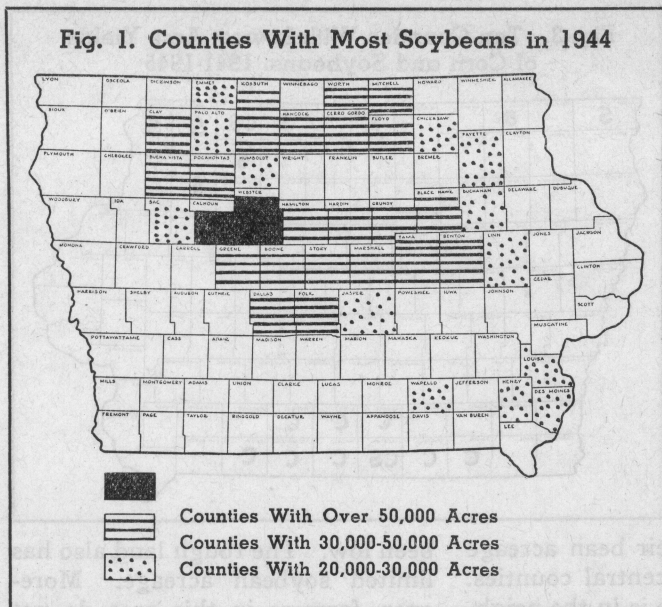 Fig. 1. Counties With Most Soybeans in 1944
LYON OSCEOLA DICKINSON EMMET KOSSUTH WINNEBAGO WORTH MITCHELL HOWARD WINNESHIEK ALLAMAKEE
SIOUX O'BRIEN CLAY PALO ALTO HANCOCK CERRO GORDO FLOYD CHICKSAW FAYETTE CLAYTON
PLYMOUTH CHEROKEE BUENA VISTA POCAHONTAS HUMBOLDT WRIGHT FRANKLIN BUTLER BREMER
WOODBURY IDA SAC CALHOUN WEBSTER HAMILTON HARDIN GRUNDY BLACK HAWK BUCHANAN DELAWARE DUBUQUE
MONONA CRAWFORD CARROLL GREENE BOONE STORY MARSHALL TAMA BENTON LINN JONES JACKSON
CLINTON
CEDAR
HARRISON SHELBY AUDUBON GUTHRIE DALLAS POLK JASPER POWESHIEK IOWA JOHNSON SCOTT
MUSCATINE
POTTAWATTAMIE CASS ADAIR MADISON WARREN MARION MAHASKA KEOKUK WASHINGTON
LOUISA
MILLS MONTGOMERY ADAMS UNION CLARKE LUCAS MONROE WAPELLO JEFFERSON HENRY DES MOINES
FREMONT PAGE TAYLOR RINGGOLD DECATUR WAYNE APPANOOSE DAVIS VAN BUREN
LEE
Counties With Over 50,000 Acres
Counties With 30,000-50,000 Acres
Counties With 20,000-30,000 Acres